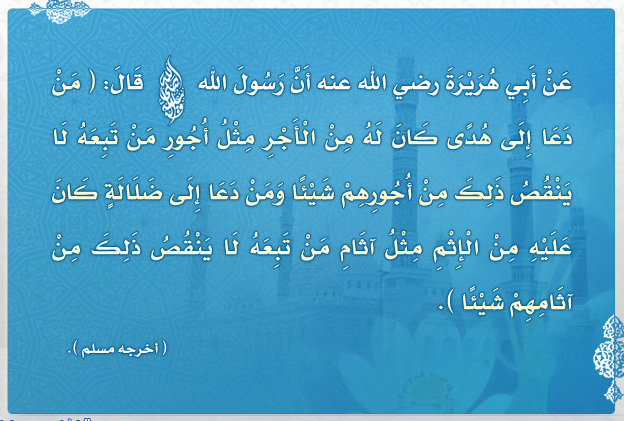 عَنْ أَبِي هُرَيْرَةَ رضي الله عنه أَنَّ رَسُولَ الله ﷺ قَالَ: ( مَنْ
دَعَا إِلَى هُدًى كَانَ لَهُ مِنْ الْأَجْرِ مِثْلُ أُجُورِ مَنْ تَبِعَهُ لَا
يَنْقُصُ ذَلِكَ مِنْ أُجُورِهِمْ شَيْئًا وَمَنْ دَعَا إِلَى ضَلَالَةٍ كَانَ
عَلَيْهِ مِنْ الْإِثْمِ مِثْلُ آثَامِ مَنْ تَبِعَهُ لَا يَنْقُصُ ذَلِكَ مِنْ
آثَامِهِمْ شَيْئًا ).
( أخرجه مسلم ).